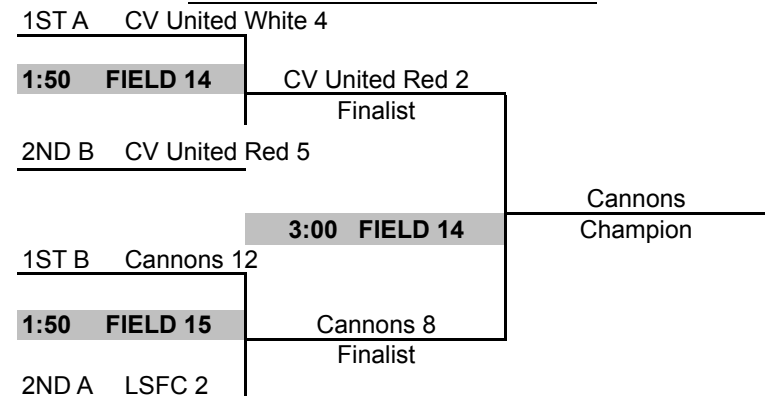 1ST A CV United White 4
1:50 FIELD 14 CV United Red 2
Finalist
2ND B CV United Red 5
Cannons
3:00 FIELD 14 Champion
1ST B Cannons 12
1:50 FIELD 15 Cannons 8
Finalist
2ND A LSFC 2